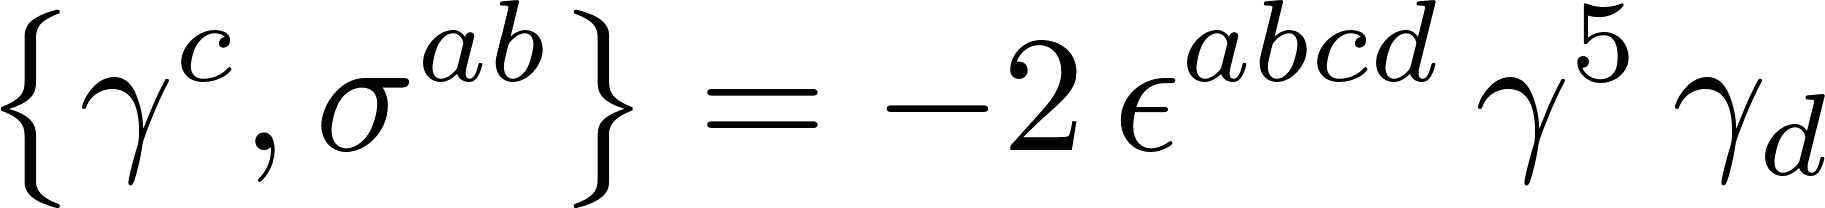 {γ^c, σ^{ab}} = −2 ϵ^{abcd} γ^5 γ_d